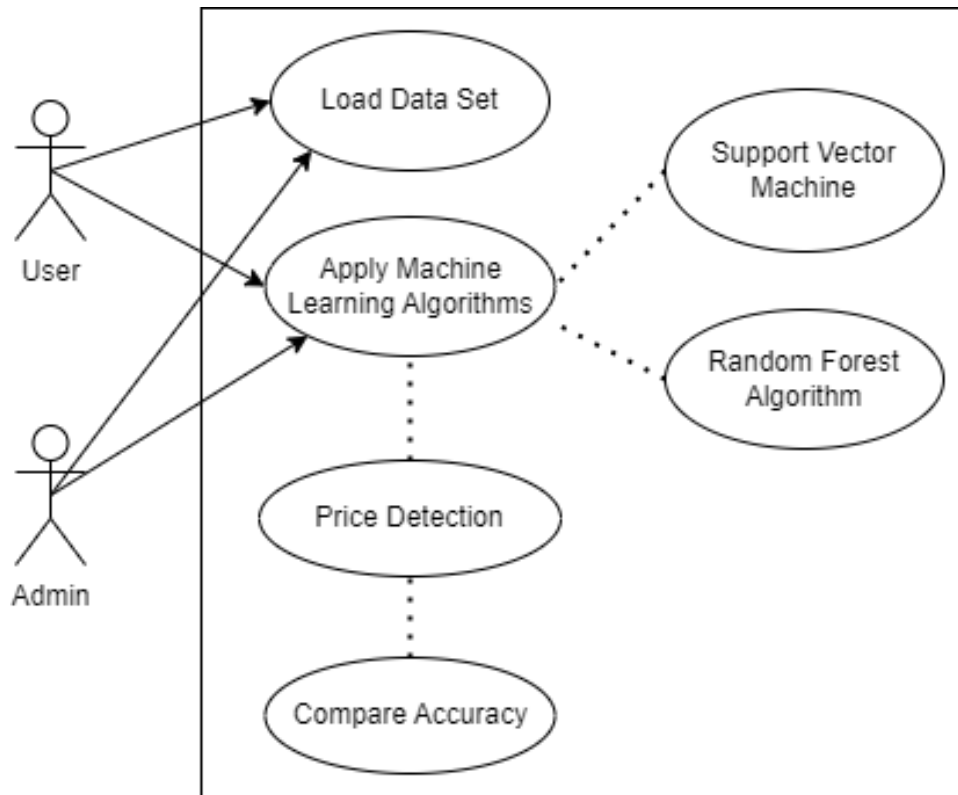 Load Data Set
Support Vector
Machine
User
Apply Machine
Learning Algorithms
Random Forest
Algorithm
Price Detection
Admin
Compare Accuracy